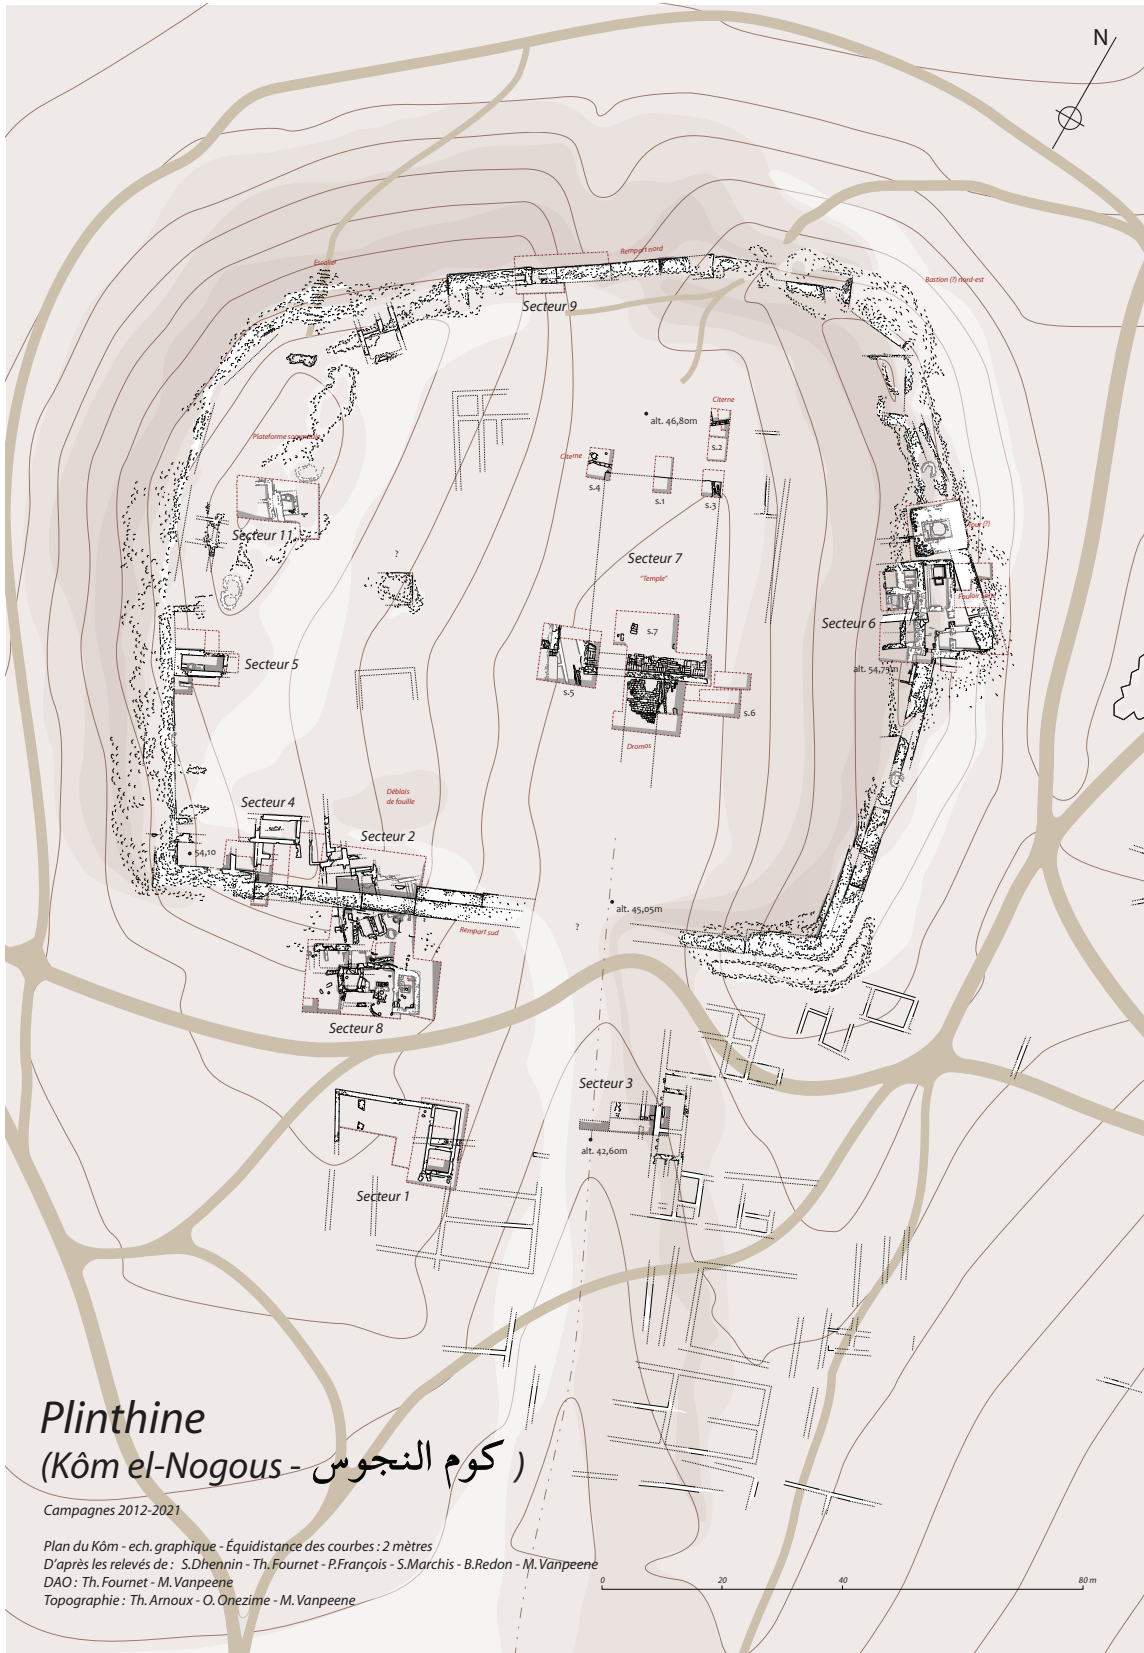 N
Rempart nord
Escalier
Bastion (?) nord-est
Secteur 9
Citerne
alt. 46,80m
s.2
Plateforme sommitale
Citerne
s.4
s.1
s.3
Secteur 11
Tour (?)
?
Secteur 7
"Temple"
Secteur 6
s.7
Secteur 5
alt. 54,79m
s.5
s.6
Dromos
Déblais
de fouille
Secteur 4
Secteur 2
54,10
alt. 45,05m
Rempart sud
?
Secteur 8
Secteur 3
alt. 42,60m
Secteur 1
Plinthine
(Kôm el-Nogous - كوم النجوس )
Campagnes 2012-2021
Plan du Kôm - ech. graphique - Équidistance des courbes : 2 mètres
D'après les relevés de : S.Dhennin - Th. Fournet - P.François - S.Marchis - B.Redon - M.Vanpeene
DAO : Th. Fournet - M.Vanpeene
Topographie : Th. Arnoux - O. Onezime - M.Vanpeene
0 20 40 80 m